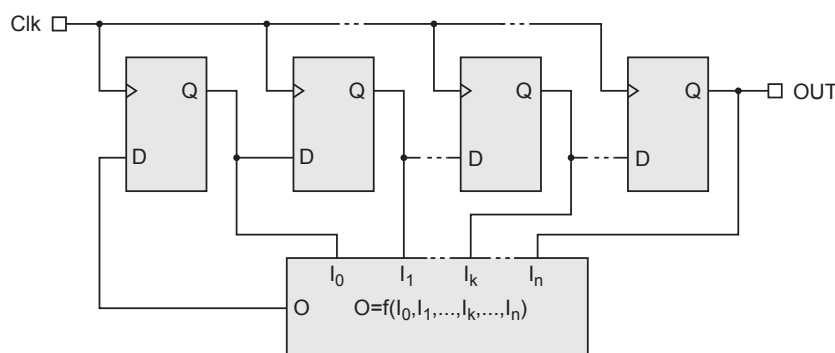 Clk
Q Q Q Q
OUT
D D D D
I0 I1 Ik In
O O=f(I0,I1,...,Ik,...,In)